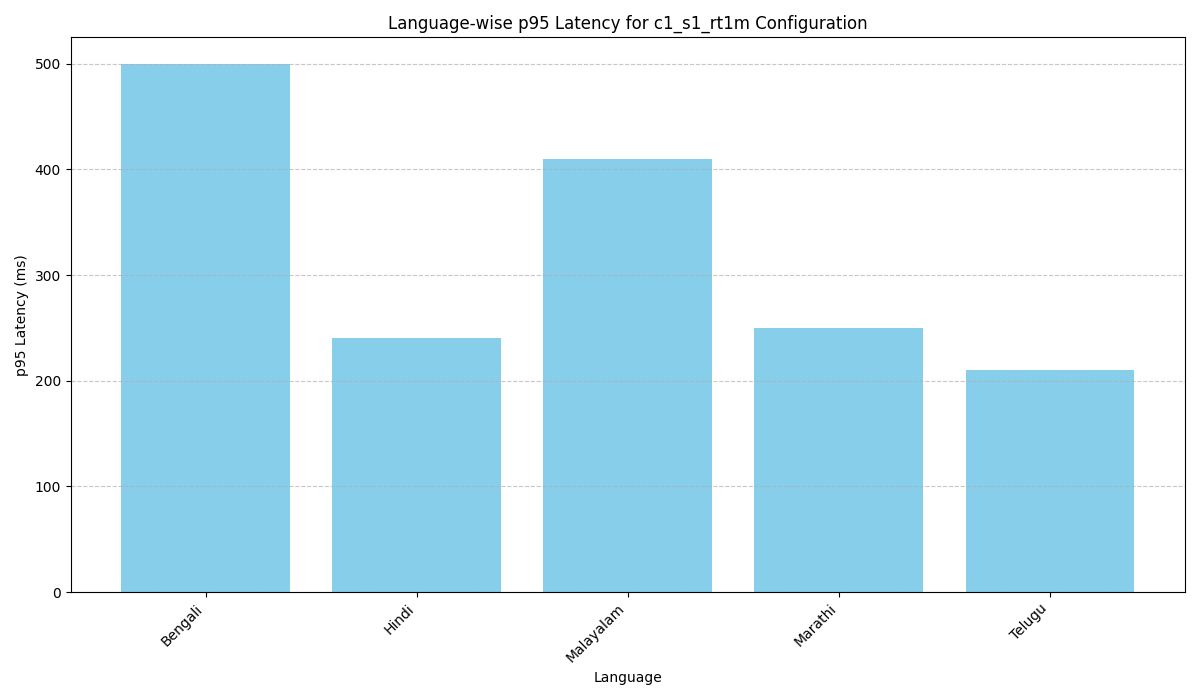 Language-wise p95 Latency for c1_s1_rt1m Configuration
p95 Latency (ms)
500
400
300
200
100
0
Bengali
Hindi
Malayalam
Marathi
Telugu
Language